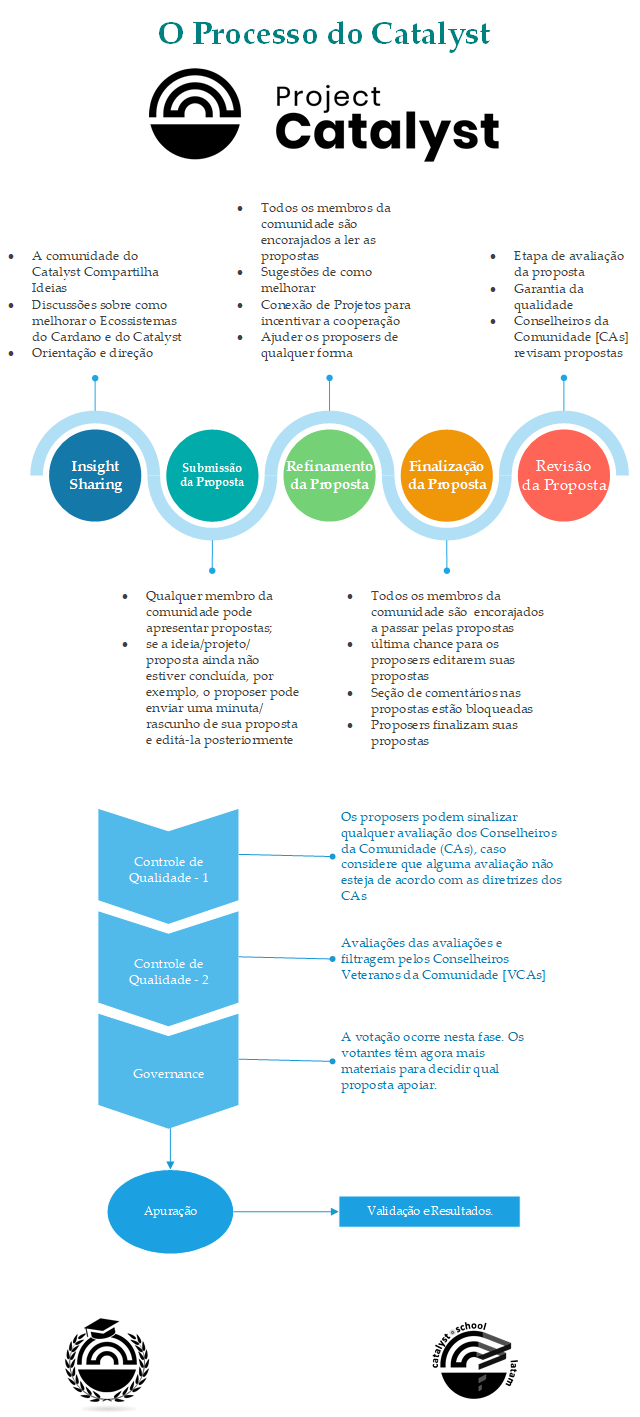 O Processo do Catalyst
Project
Catalyst
• A comunidade do
Catalyst Compartilha
Ideias
• Discussões sobre como
melhorar o Ecossistemas
do Cardano e do Catalyst
• Orientação e direção
• Todos os membros da
comunidade são
encorajados a ler as
propostas
• Sugestões de como
melhorar
• Conexão de Projetos para
incentivar a cooperação
• Ajuder os proposers de
qualquer forma
• Etapa de avaliação
da proposta
• Garantia da
qualidade
• Conselheiros da
Comunidade [CAs]
revisam propostas
Insight
Sharing
Submissão
da Proposta
Refinamento
da Proposta
Finalização
da Proposta
Revisão
da Proposta
• Qualquer membro da
comunidade pode
apresentar propostas;
• se a ideia/projeto/
proposta ainda não
estiver concluída, por
exemplo, o proposer pode
enviar uma minuta/
rascunho de sua proposta
e editá-la posteriormente
• Todos os membros da
comunidade são encorajados
a passar pelas propostas
• última chance para os
proposers editarem suas
propostas
• Seção de comentários nas
propostas estão bloqueadas
• Proposers finalizam suas
propostas
Controle de
Qualidade - 1
Os proposers podem sinalizar
qualquer avaliação dos Conselheiros
da Comunidade (CAs), caso
considere que alguma avaliação não
esteja de acordo com as diretrizes dos
CAs
Controle de
Qualidade - 2
Avaliações das avaliações e
filtragem pelos Conselheiros
Veteranos da Comunidade [VCAs]
Governance
A votação ocorre nesta fase. Os
votantes têm agora mais
materiais para decidir qual
proposta apoiar.
Apuração
Validação e Resultados.
catalyst school
latam